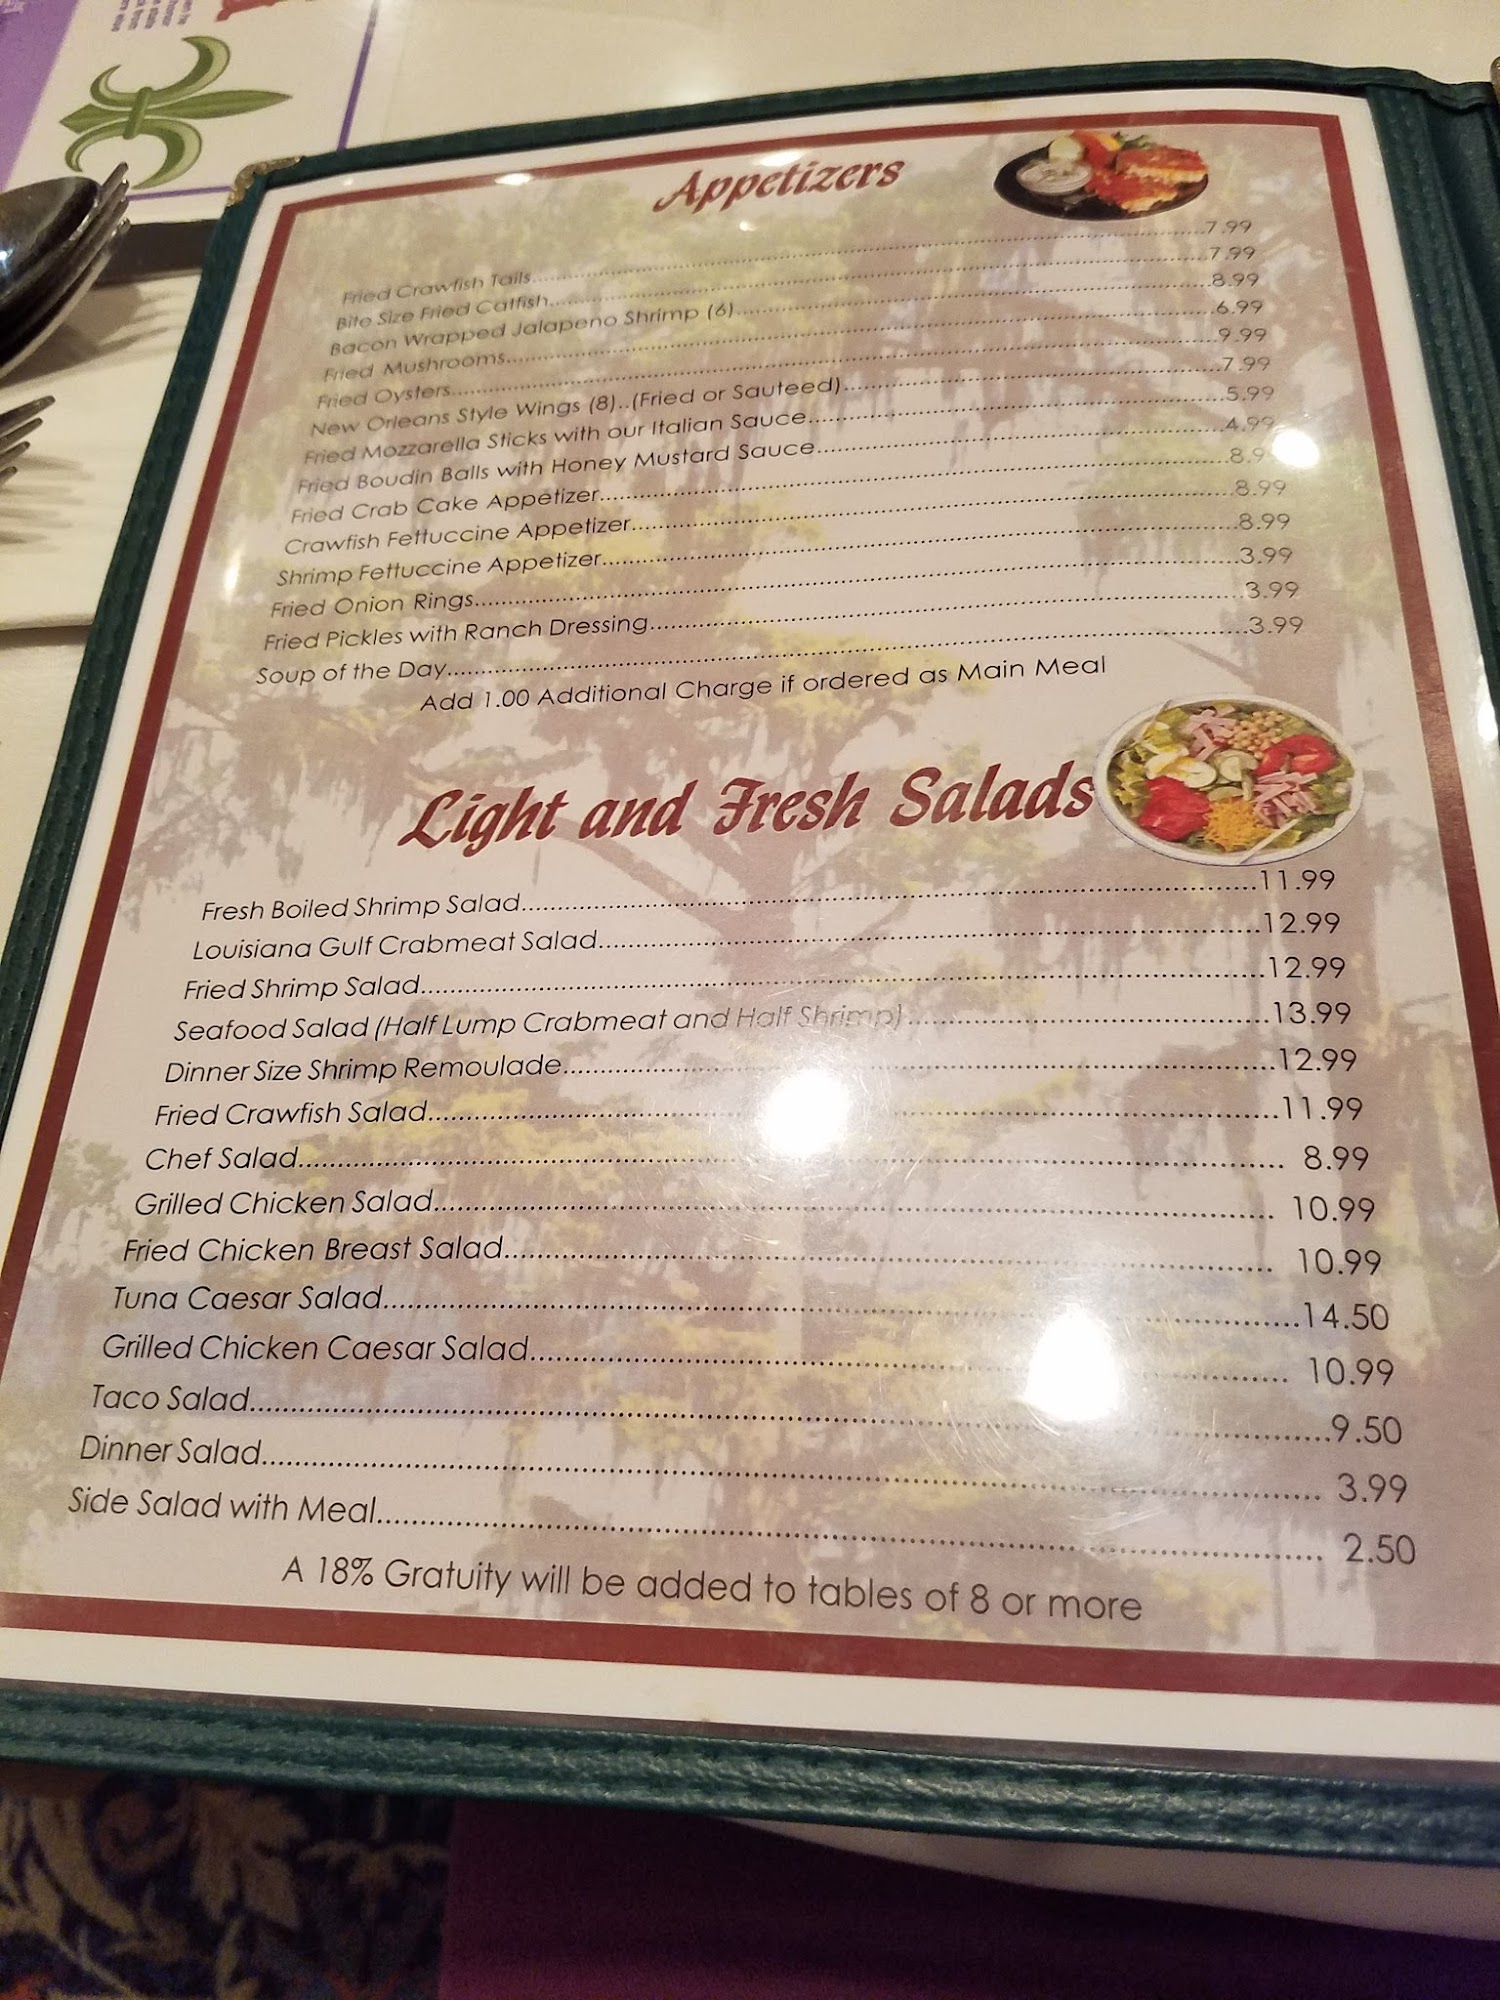 Appetizers
Fried Crawfish Tails..........7.99
Bite Size Fried Catfish..........7.99
Bacon Wrapped Jalapeno Shrimp (6)..........8.99
Fried Mushrooms..........6.99
Fried Oysters..........9.99
New Orleans Style Wings (8)..(Fried or Sauteed)..........7.99
Fried Mozzarella Sticks with our Italian Sauce..........5.99
Fried Boudin Balls with Honey Mustard Sauce..........4.99
Fried Crab Cake Appetizer..........
Crawfish Fettuccine Appetizer..........8.99
Shrimp Fettuccine Appetizer..........8.99
Fried Onion Rings..........3.99
Fried Pickles with Ranch Dressing..........3.99
Soup of the Day..........3.99
Add 1.00 Additional Charge if ordered as Main Meal
Light and Fresh Salads
Fresh Boiled Shrimp Salad..........11.99
Louisiana Gulf Crabmeat Salad..........12.99
Fried Shrimp Salad..........12.99
Seafood Salad (Half Lump Crabmeat and Half Shrimp)..........13.99
Dinner Size Shrimp Remoulade..........12.99
Fried Crawfish Salad..........11.99
Chef Salad.......... 8.99
Grilled Chicken Salad.......... 10.99
Fried Chicken Breast Salad.......... 10.99
Tuna Caesar Salad..........14.50
Grilled Chicken Caesar Salad.......... 10.99
Taco Salad..........9.50
Dinner Salad.......... 3.99
Side Salad with Meal.......... 2.50
A 18% Gratuity will be added to tables of 8 or more